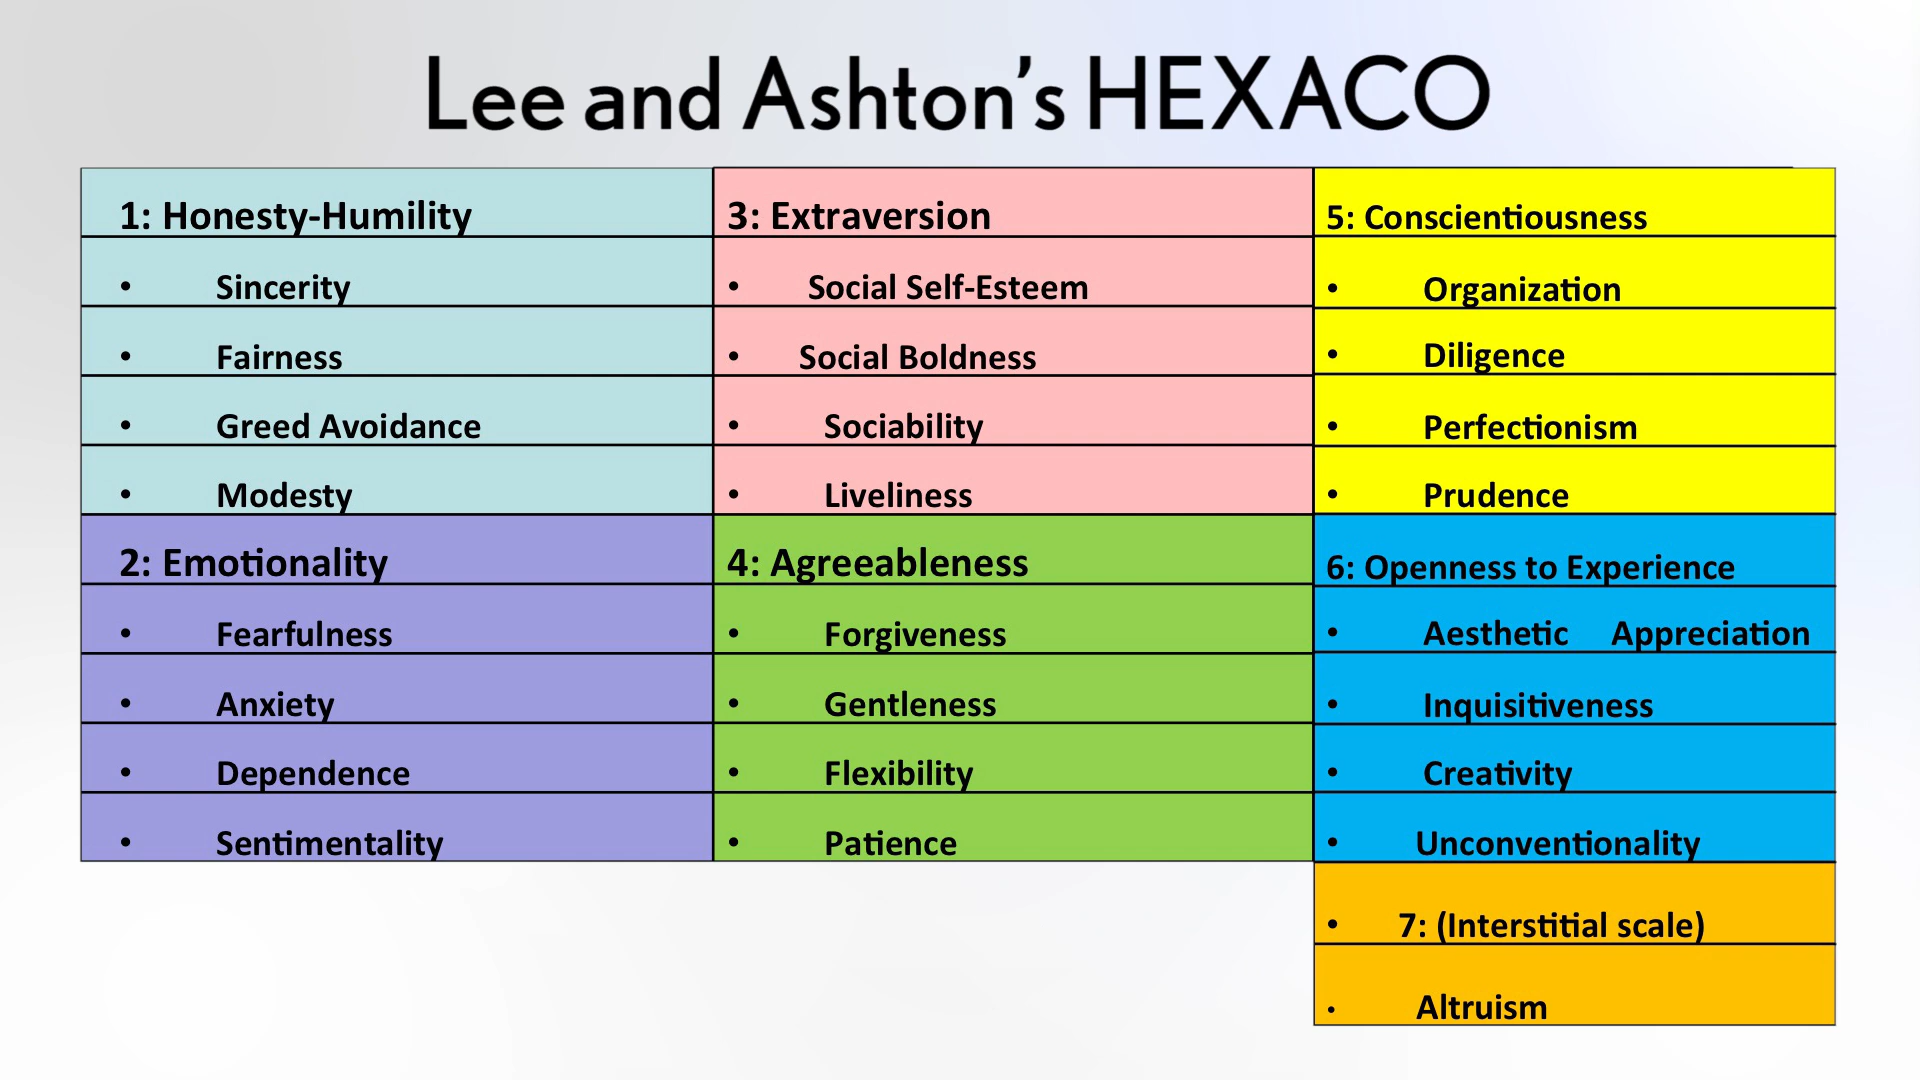 Lee and Ashton’s HEXACO
1: Honesty-Humility
• Sincerity
• Fairness
• Greed Avoidance
• Modesty
2: Emotionality
• Fearfulness
• Anxiety
• Dependence
• Sentimentality
3: Extraversion
• Social Self-Esteem
• Social Boldness
• Sociability
• Liveliness
4: Agreeableness
• Forgiveness
• Gentleness
• Flexibility
• Patience
5: Conscientiousness
• Organization
• Diligence
• Perfectionism
• Prudence
6: Openness to Experience
• Aesthetic Appreciation
• Inquisitiveness
• Creativity
• Unconventionality
• 7: (Interstitial scale)
• Altruism